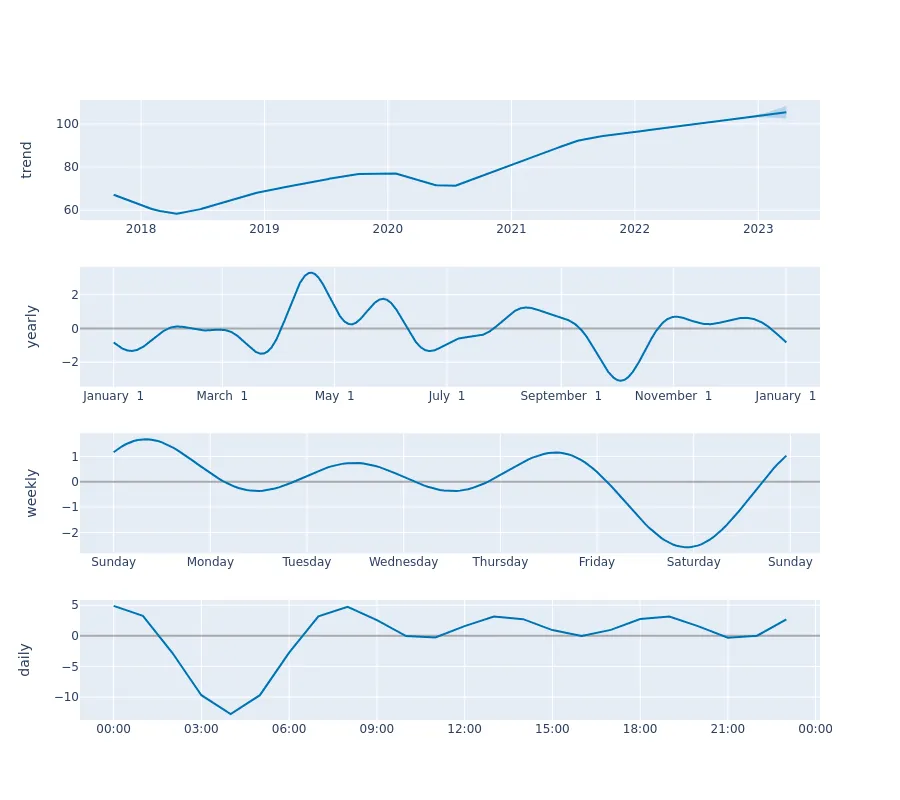 trend
100
80
60
2018 2019 2020 2021 2022 2023
yearly
2
0
−2
January 1 March 1 May 1 July 1 September 1 November 1 January 1
weekly
1
0
−1
−2
Sunday Monday Tuesday Wednesday Thursday Friday Saturday Sunday
daily
5
0
−5
−10
00:00 03:00 06:00 09:00 12:00 15:00 18:00 21:00 00:00